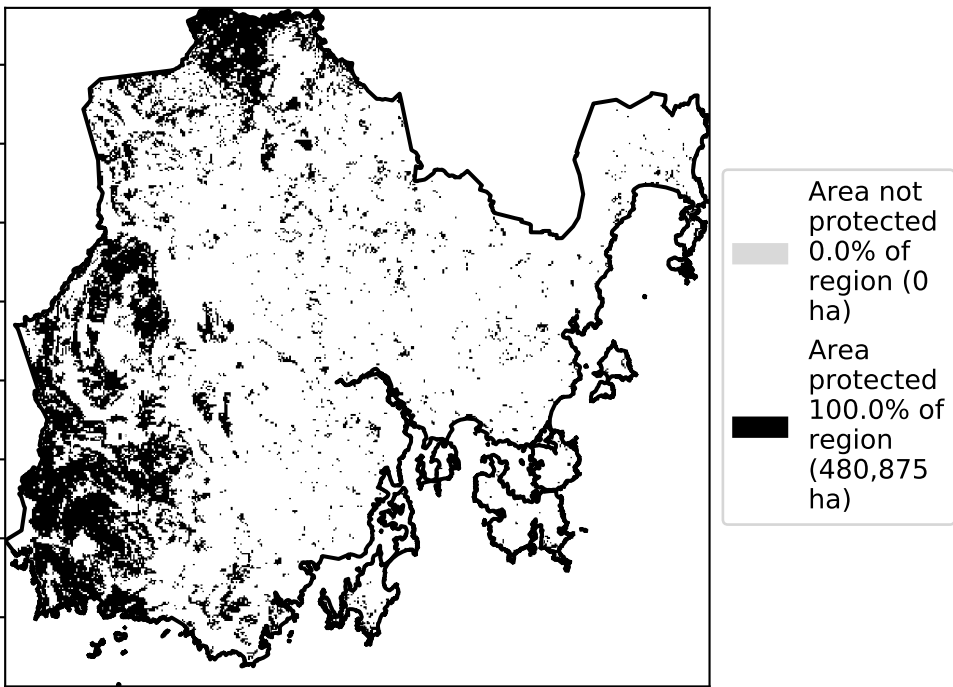 Area not
protected
0.0% of
region (0
ha)
Area
protected
100.0% of
region
(480,875
ha)